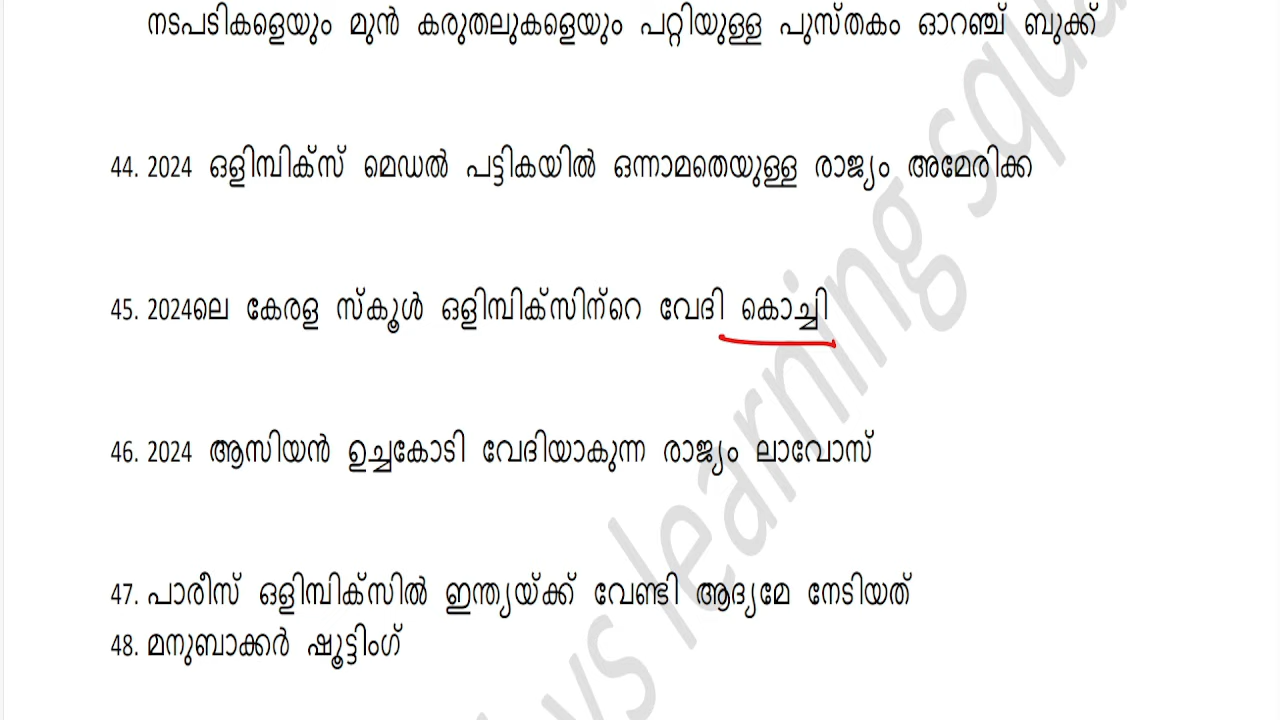 നടപടികളെയും മുൻ കരുതലുകളെയും പറ്റിയുള്ള പുസ്തകം ഓറഞ്ച് ബുക്ക്
44. 2024 ഒളിമ്പിക്സ് മെഡൽ പട്ടികയിൽ ഒന്നാമതെയുള്ള രാജ്യം അമേരിക്ക
45. 2024ലെ കേരള സ്കൂൾ ഒളിമ്പിക്സിന്റെ വേദി കൊച്ചി
46. 2024 ആസിയൻ ഉച്ചകോടി വേദിയാകുന്ന രാജ്യം ലാവോസ്
47. പാരീസ് ഒളിമ്പിക്സിൽ ഇന്ത്യയ്ക്ക് വേണ്ടി ആദ്യമേ നേടിയത്
48. മനുബാക്കർ ഷൂട്ടിംഗ്
learning